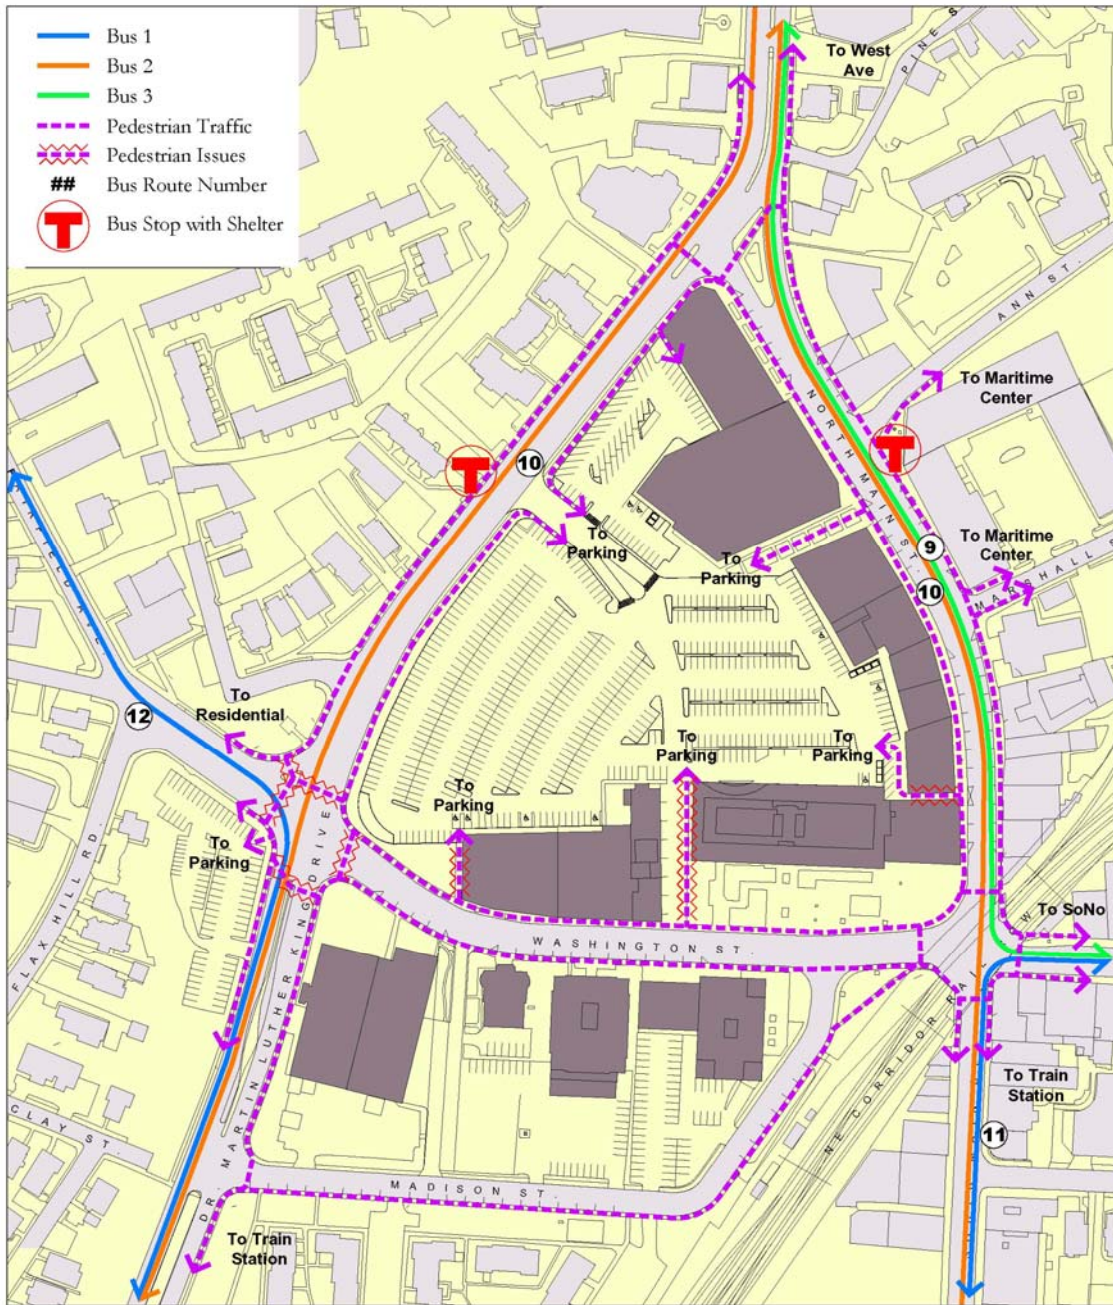 Bus 1
Bus 2
Bus 3
Pedestrian Traffic
Pedestrian Issues
## Bus Route Number
Bus Stop with Shelter
To West
Ave
PINE S
ANN ST.
To Maritime
Center
NORTH MAIN ST.
10
To
Parking
To
Parking
9
10
To Maritime
Center
MARSHALL S
12
To
Residential
To
Parking
To
Parking
To
Parking
To
Parking
FLAX HILL RD.
DR. MARTIN LUTHER KING DRIVE
WASHINGTON ST.
To SoNo
NE CORRIDOR RAIL
To Train
Station
11
CLAY ST.
MADISON ST.
To Train
Station